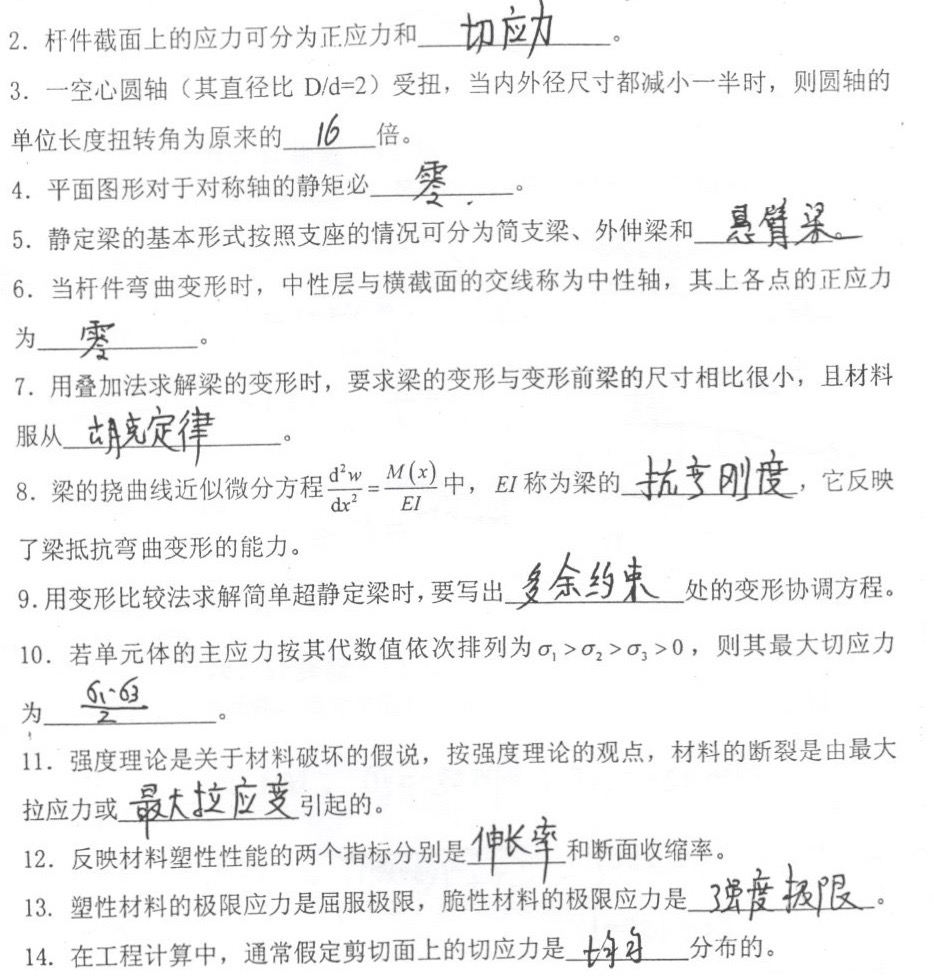 2. 杆件截面上的应力可分为正应力和切应力。
3. 一空心圆轴（其直径比 D/d=2）受扭，当内外径尺寸都减小一半时，则圆轴的
单位长度扭转角为原来的16倍。
4. 平面图形对于对称轴的静矩必零。
5. 静定梁的基本形式按照支座的情况可分为简支梁、外伸梁和悬臂梁。
6. 当杆件弯曲变形时，中性层与横截面的交线称为中性轴，其上各点的正应力
为零。
7. 用叠加法求解梁的变形时，要求梁的变形与变形前梁的尺寸相比很小，且材料
服从胡克定律。
8. 梁的挠曲线近似微分方程 d²w/dx² = M(x)/EI 中，EI 称为梁的抗弯刚度，它反映
了梁抵抗弯曲变形的能力。
9. 用变形比较法求解简单超静定梁时，要写出多余约束处的变形协调方程。
10. 若单元体的主应力按其代数值依次排列为 σ₁>σ₂>σ₃>0，则其最大切应力
为 (σ₁-σ₃)/2。
11. 强度理论是关于材料破坏的假说，按强度理论的观点，材料的断裂是由最大
拉应力或最大拉应变引起的。
12. 反映材料塑性性能的两个指标分别是伸长率和断面收缩率。
13. 塑性材料的极限应力是屈服极限，脆性材料的极限应力是强度极限。
14. 在工程计算中，通常假定剪切面上的切应力是均匀分布的。